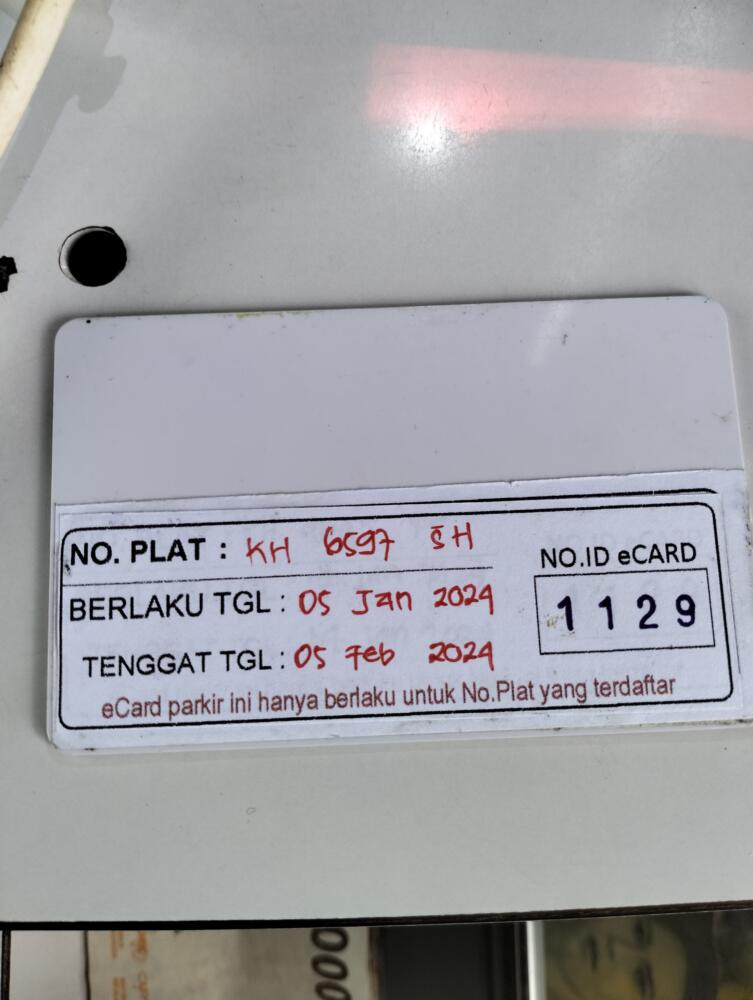 NO. PLAT : KH 6597 SH
BERLAKU TGL : 05 Jan 2024
TENGGAT TGL : 05 Feb 2024
NO.ID eCARD
1129
eCard parkir ini hanya berlaku untuk No.Plat yang terdaftar
000